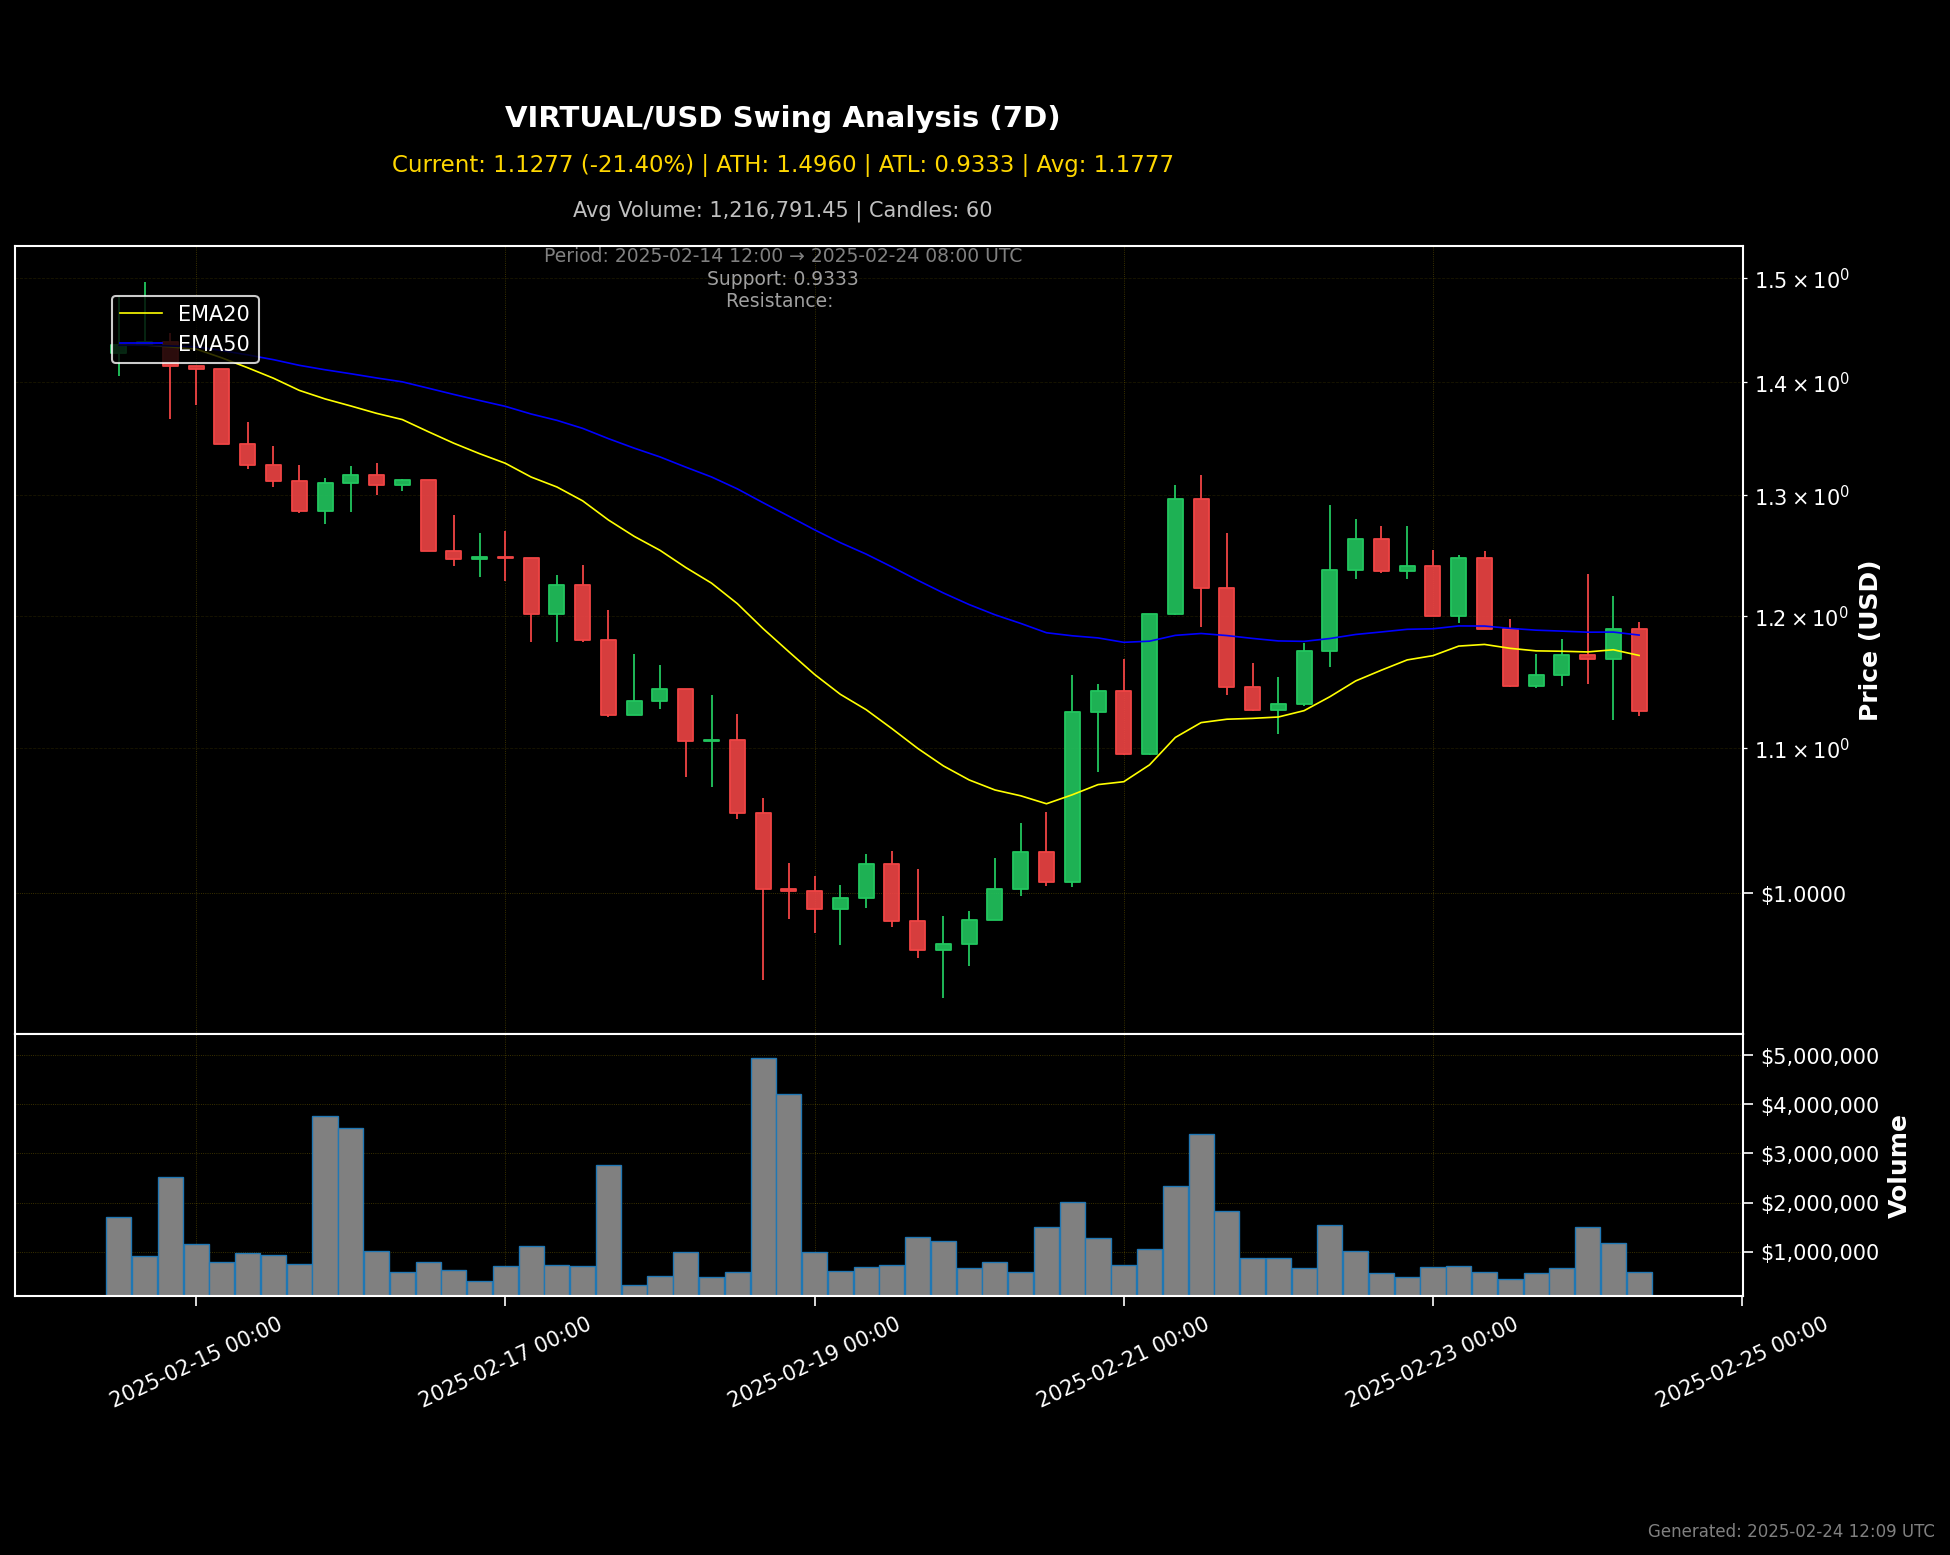 VIRTUAL/USD Swing Analysis (7D)
Current: 1.1277 (-21.40%) | ATH: 1.4960 | ATL: 0.9333 | Avg: 1.1777
Avg Volume: 1,216,791.45 | Candles: 60
Period: 2025-02-14 12:00 → 2025-02-24 08:00 UTC
Support: 0.9333
Resistance:
EMA20
EMA50
1.5 × 10⁰
1.4 × 10⁰
1.3 × 10⁰
1.2 × 10⁰
1.1 × 10⁰
$1.0000
Price (USD)
$5,000,000
$4,000,000
$3,000,000
$2,000,000
$1,000,000
Volume
2025-02-15 00:00
2025-02-17 00:00
2025-02-19 00:00
2025-02-21 00:00
2025-02-23 00:00
2025-02-25 00:00
Generated: 2025-02-24 12:09 UTC